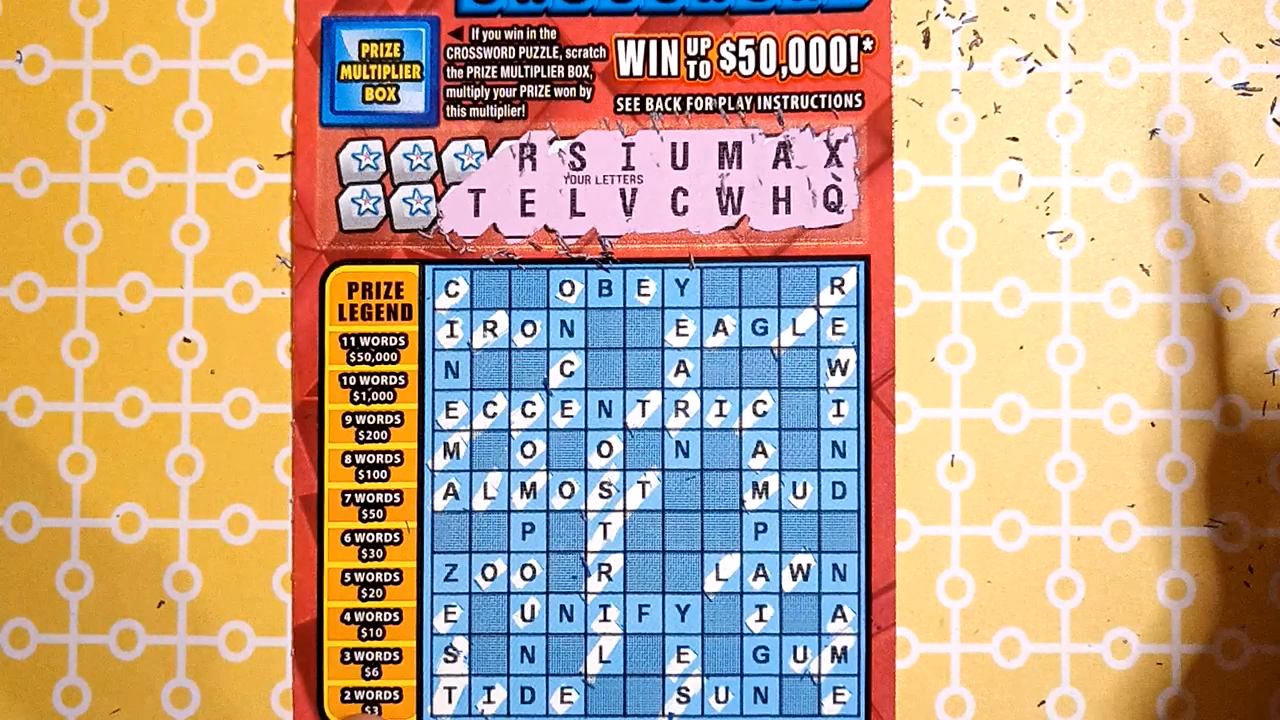 PRIZE
MULTIPLIER
BOX
If you win in the
CROSSWORD PUZZLE, scratch
the PRIZE MULTIPLIER BOX,
multiply your PRIZE won by
this multiplier!
WIN UP TO $50,000!*
SEE BACK FOR PLAY INSTRUCTIONS
R S I U M A X
YOUR LETTERS
T E L V C W H Q
PRIZE
LEGEND
11 WORDS
$50,000
10 WORDS
$1,000
9 WORDS
$200
8 WORDS
$100
7 WORDS
$50
6 WORDS
$30
5 WORDS
$20
4 WORDS
$10
3 WORDS
$6
2 WORDS
$3
C O B E Y R
I R O N E A G L E
N C A W
E C C E N T R I C I
M O O N A N
A L M O S T M U D
P T P
Z O O R L A W N
E U N I F Y I A
S N L E G U M
T I D E S U N E